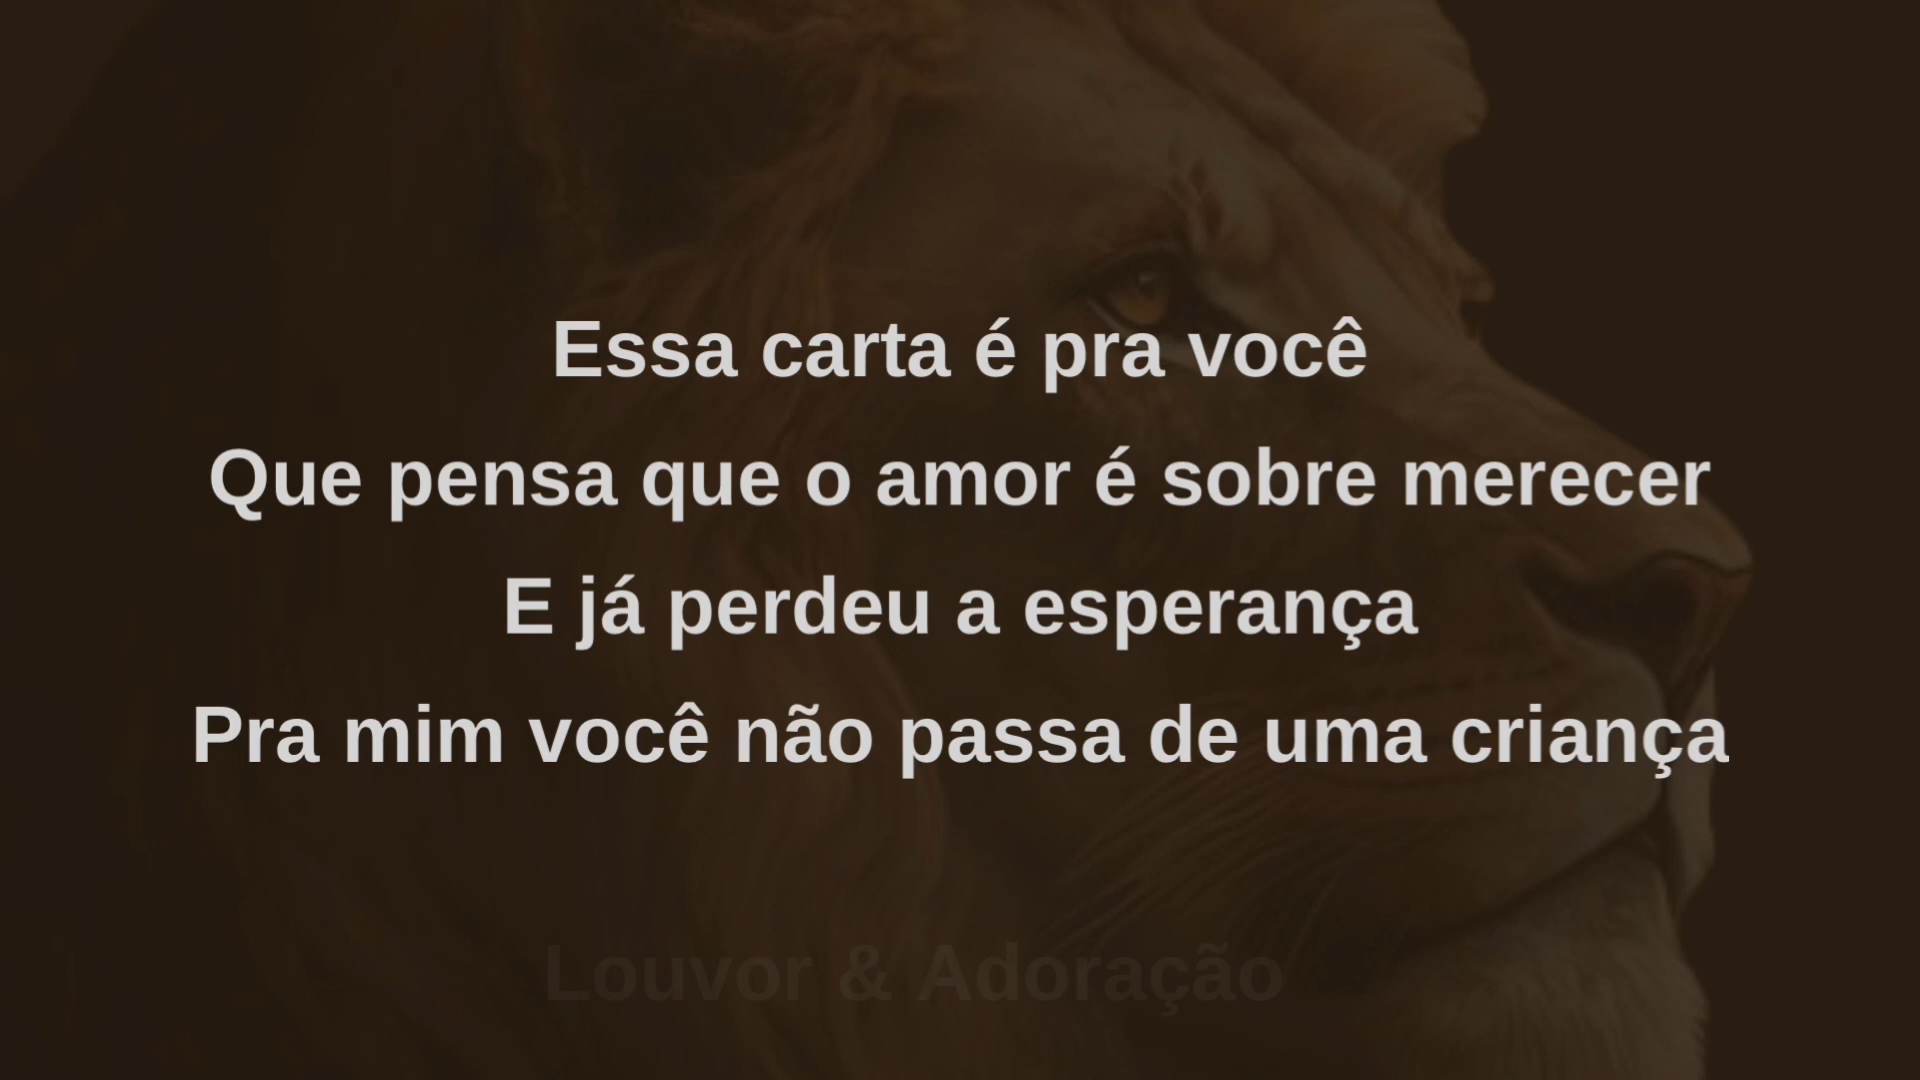 Essa carta é pra você
Que pensa que o amor é sobre merecer
E já perdeu a esperança
Pra mim você não passa de uma criança
Louvor & Adoração